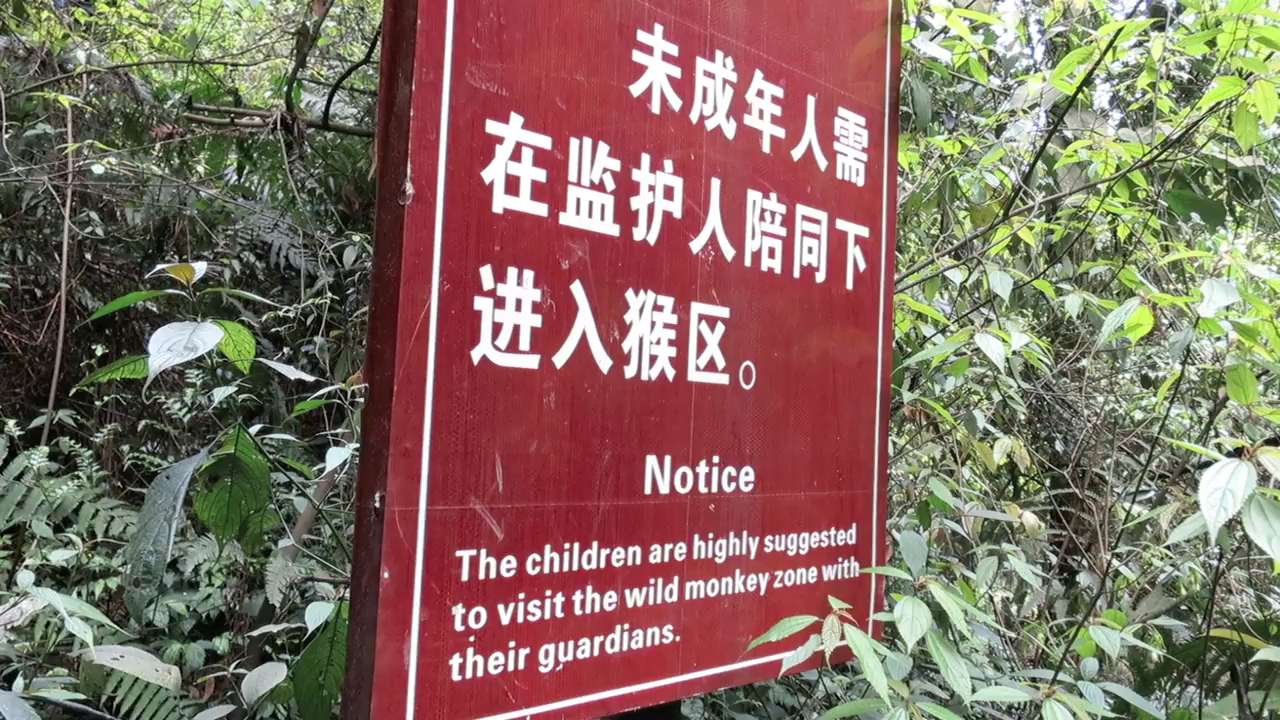 未成年人需
在监护人陪同下
进入猴区。
Notice
The children are highly suggested
to visit the wild monkey zone with
their guardians.